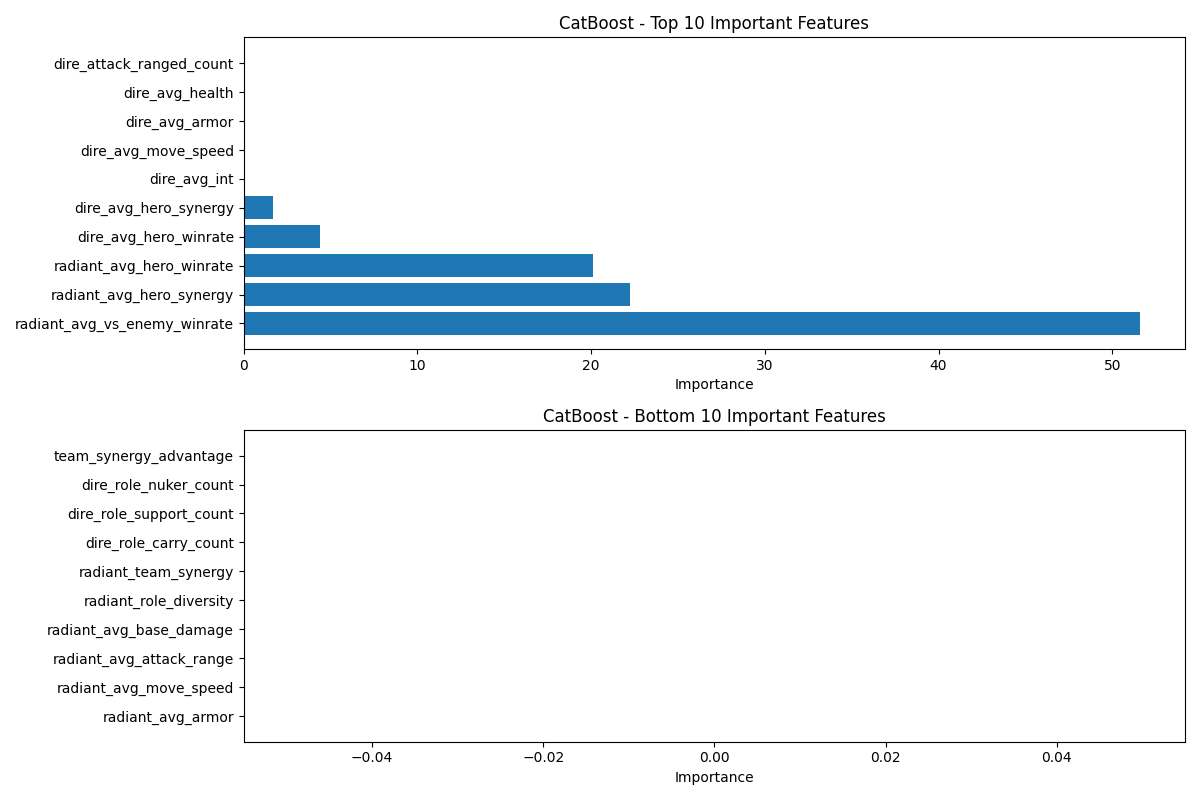 CatBoost - Top 10 Important Features
dire_attack_ranged_count
dire_avg_health
dire_avg_armor
dire_avg_move_speed
dire_avg_int
dire_avg_hero_synergy
dire_avg_hero_winrate
radiant_avg_hero_winrate
radiant_avg_hero_synergy
radiant_avg_vs_enemy_winrate
0 10 20 30 40 50
Importance
CatBoost - Bottom 10 Important Features
team_synergy_advantage
dire_role_nuker_count
dire_role_support_count
dire_role_carry_count
radiant_team_synergy
radiant_role_diversity
radiant_avg_base_damage
radiant_avg_attack_range
radiant_avg_move_speed
radiant_avg_armor
−0.04 −0.02 0.00 0.02 0.04
Importance